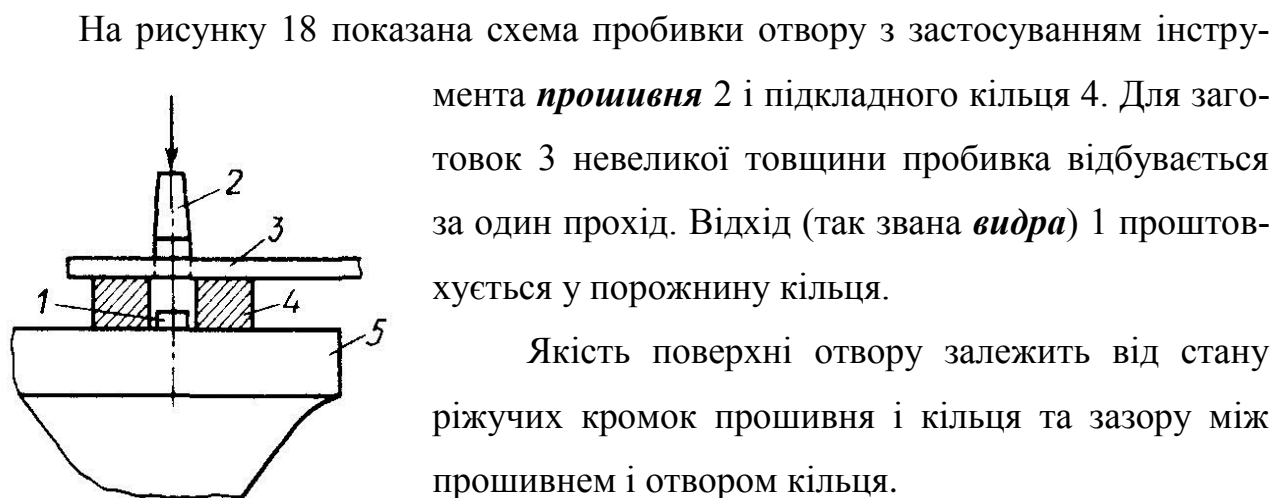 На рисунку 18 показана схема пробивки отвору з застосуванням інстру-
мента прошивня 2 і підкладного кільця 4. Для заго-
товок 3 невеликої товщини пробивка відбувається
за один прохід. Відхід (так звана видра) 1 проштов-
хується у порожнину кільця.
Якість поверхні отвору залежить від стану
ріжучих кромок прошивня і кільця та зазору між
прошивнем і отвором кільця.
2
3
1
4
5